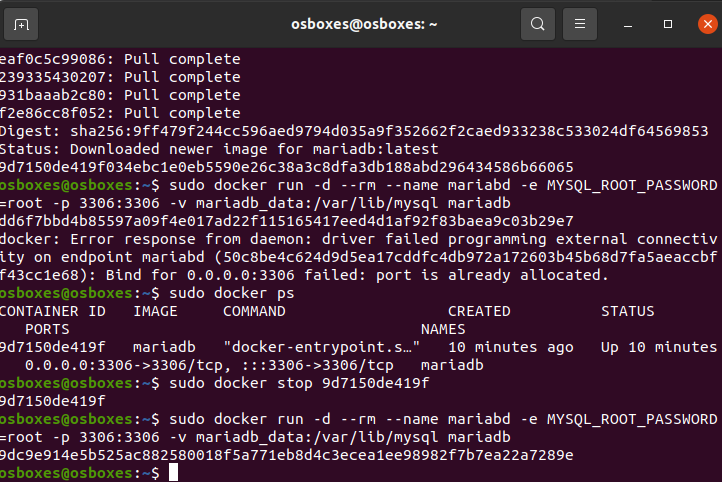 osboxes@osboxes: ~
eaf0c5c99086: Pull complete
239335430207: Pull complete
931baaab2c80: Pull complete
f2e86cc8f052: Pull complete
Digest: sha256:9ff479f244cc596aed9794d035a9f352662f2caed933238c533024df64569853
Status: Downloaded newer image for mariadb:latest
9d7150de419f034ebc1e0eb5590e26c38a3c8dfa3db188abd296434586b66065
osboxes@osboxes:~$ sudo docker run -d --rm --name mariabd -e MYSQL_ROOT_PASSWORD
=root -p 3306:3306 -v mariadb_data:/var/lib/mysql mariadb
dd6f7bbd4b85597a09f4e017ad22f115165417eed4d1af92f83baea9c03b29e7
docker: Error response from daemon: driver failed programming external connectiv
ity on endpoint mariabd (50c8be4c624d9d5ea17cddfc4db972a172603b45b68d7fa5aeaccbf
f43cc1e68): Bind for 0.0.0.0:3306 failed: port is already allocated.
osboxes@osboxes:~$ sudo docker ps
CONTAINER ID   IMAGE     COMMAND                  CREATED          STATUS
   PORTS                                       NAMES
9d7150de419f   mariadb   "docker-entrypoint.s…"   10 minutes ago   Up 10 minutes
   0.0.0.0:3306->3306/tcp, :::3306->3306/tcp   mariadb
osboxes@osboxes:~$ sudo docker stop 9d7150de419f
9d7150de419f
osboxes@osboxes:~$ sudo docker run -d --rm --name mariabd -e MYSQL_ROOT_PASSWORD
=root -p 3306:3306 -v mariadb_data:/var/lib/mysql mariadb
9dc9e914e5b525ac882580018f5a771eb8d4c3ecea1ee98982f7b7ea22a7289e
osboxes@osboxes:~$